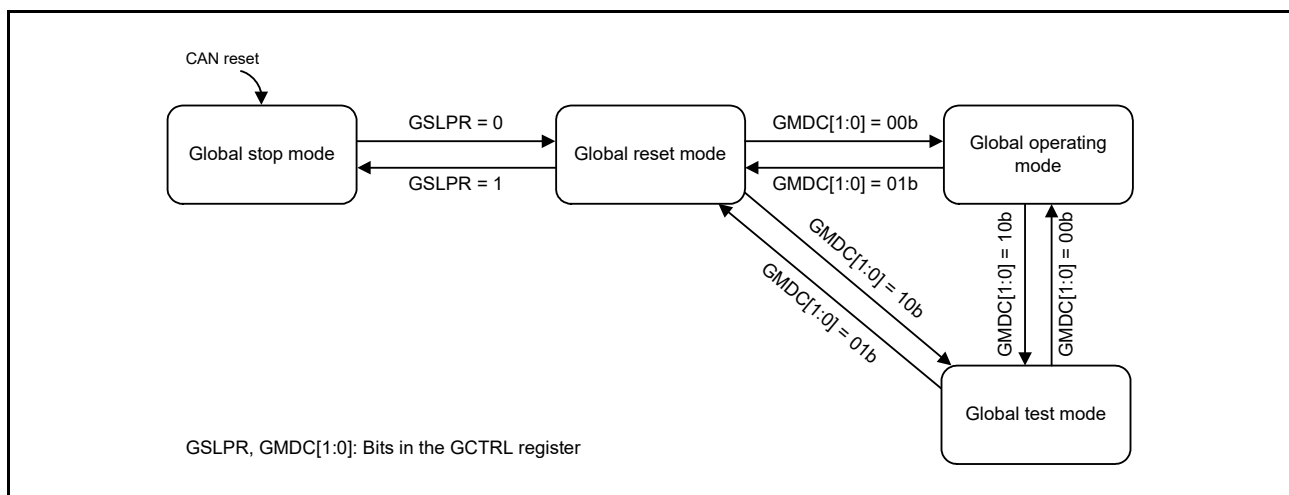 CAN reset
Global stop mode
GSLPR = 0
GSLPR = 1
Global reset mode
GMDC[1:0] = 00b
GMDC[1:0] = 01b
Global operating
mode
GMDC[1:0] = 10b
GMDC[1:0] = 01b
GMDC[1:0] = 10b
GMDC[1:0] = 00b
Global test mode
GSLPR, GMDC[1:0]: Bits in the GCTRL register